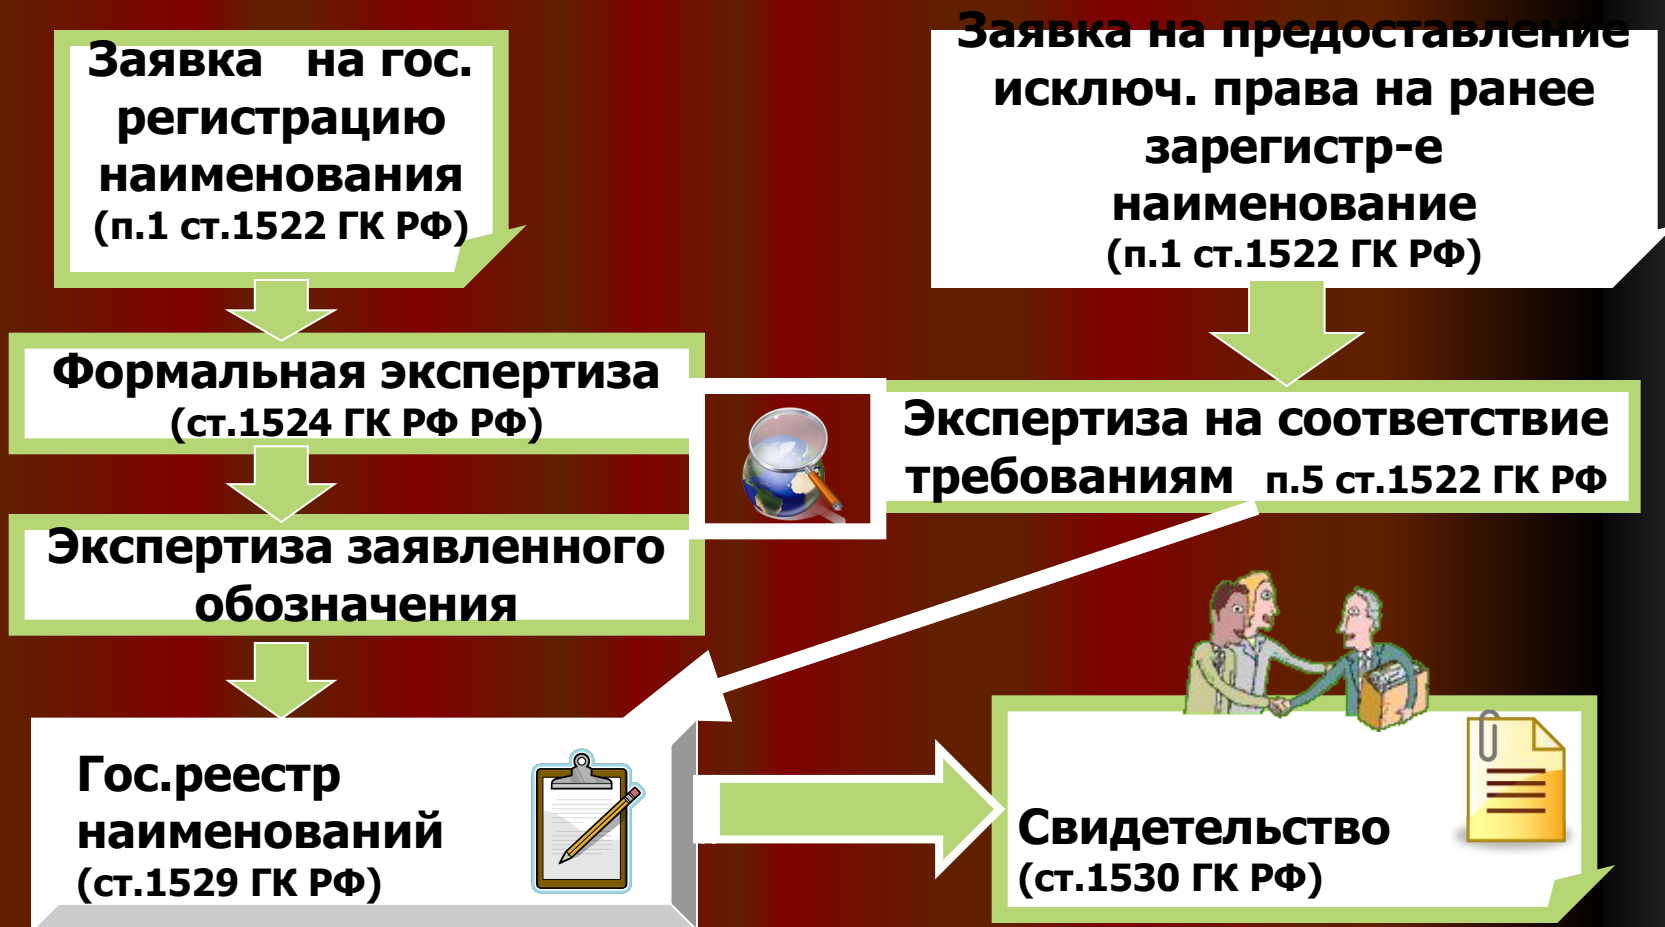 Заявка на гос.
регистрацию
наименования
(п.1 ст.1522 ГК РФ)
Заявка на предоставление
исключ. права на ранее
зарегистр-е
наименование
(п.1 ст.1522 ГК РФ)
Формальная экспертиза
(ст.1524 ГК РФ РФ)
Экспертиза на соответствие
требованиям п.5 ст.1522 ГК РФ
Экспертиза заявленного
обозначения
Гос.реестр
наименований
(ст.1529 ГК РФ)
Свидетельство
(ст.1530 ГК РФ)